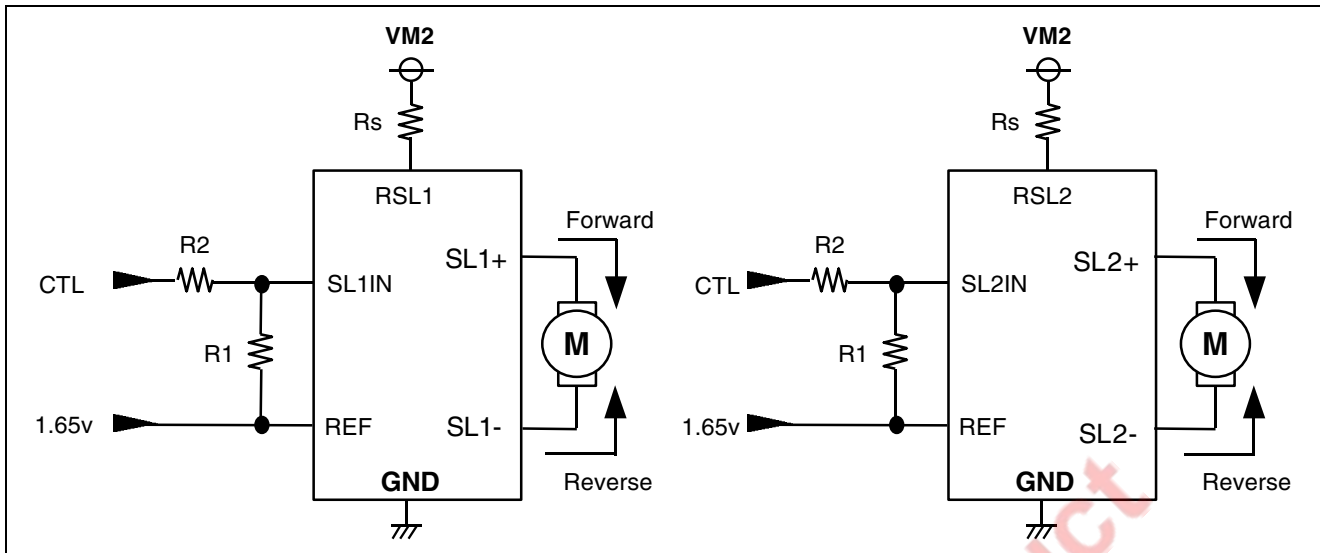 VM2
Rs
RSL1
Forward
R2
SL1+
CTL
SL1IN
M
R1
1.65v
REF
SL1-
GND
Reverse
VM2
Rs
RSL2
Forward
R2
SL2+
CTL
SL2IN
M
R1
1.65v
REF
SL2-
GND
Reverse
uct